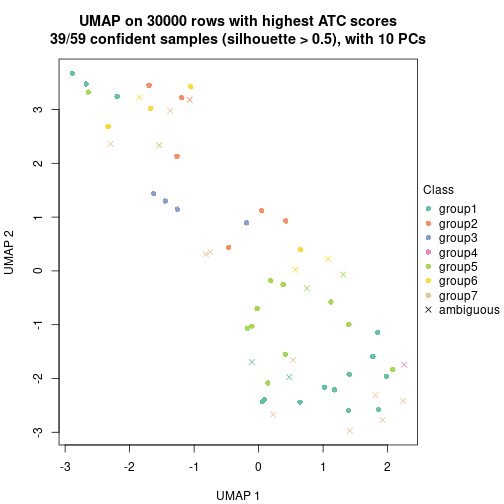 UMAP on 30000 rows with highest ATC scores
39/59 confident samples (silhouette > 0.5), with 10 PCs
UMAP 2
3
2
1
0
-1
-2
-3
-3
-2
-1
0
1
2
UMAP 1
Class
group1
group2
group3
group4
group5
group6
group7
ambiguous